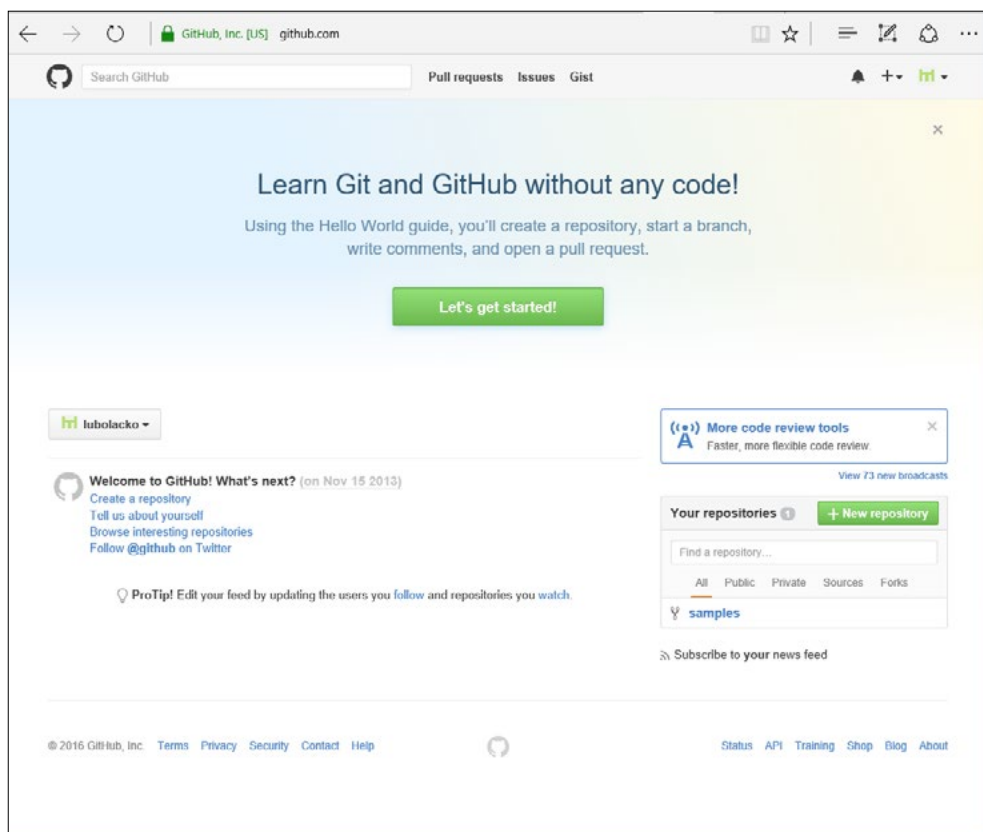 GitHub, Inc. [US] github.com
Search GitHub
Pull requests Issues Gist
Learn Git and GitHub without any code!
Using the Hello World guide, you'll create a repository, start a branch,
write comments, and open a pull request.
Let's get started!
lubolacko
Welcome to GitHub! What's next? (on Nov 15 2013)
Create a repository
Tell us about yourself
Browse interesting repositories
Follow @github on Twitter
ProTip! Edit your feed by updating the users you follow and repositories you watch.
More code review tools
Faster, more flexible code review.
View 73 new broadcasts
Your repositories 1
+ New repository
Find a repository...
All Public Private Sources Forks
samples
Subscribe to your news feed
© 2016 GitHub, Inc. Terms Privacy Security Contact Help
Status API Training Shop Blog About